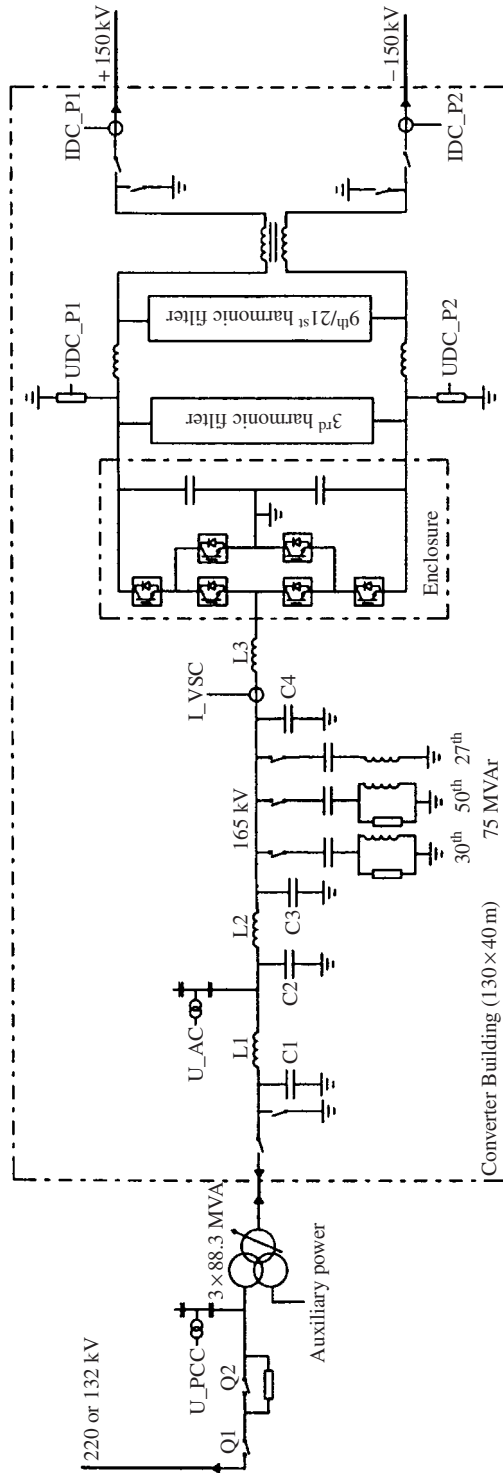 220 or 132 kV
Q1
Q2
U_PCC
3×88.3 MVA
Auxiliary power
Converter Building (130×40 m)
C1
L1
U_AC
C2
L2
C3
165 kV
30th
50th
27th
75 MVAr
C4
I_VSC
L3
Enclosure
3rd harmonic filter
9th/21st harmonic filter
UDC_P1
UDC_P2
IDC_P1
IDC_P2
+150 kV
−150 kV